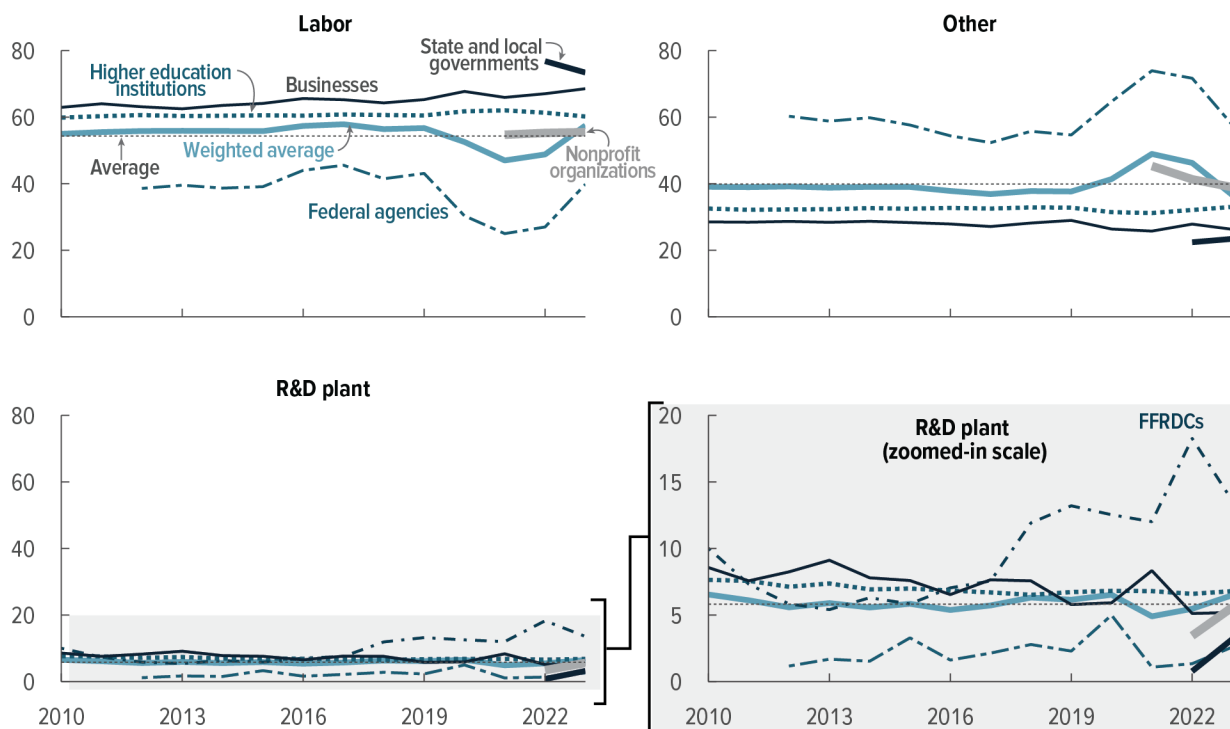 Labor
80
60
40
20
0
State and local
governments
Higher education
institutions
Businesses
Average
Weighted average
Nonprofit
organizations
Federal agencies
Other
80
60
40
20
0
R&D plant
80
60
40
20
0
2010
2013
2016
2019
2022
R&D plant
(zoomed-in scale)
FFRDCs
20
15
10
5
0
2010
2013
2016
2019
2022